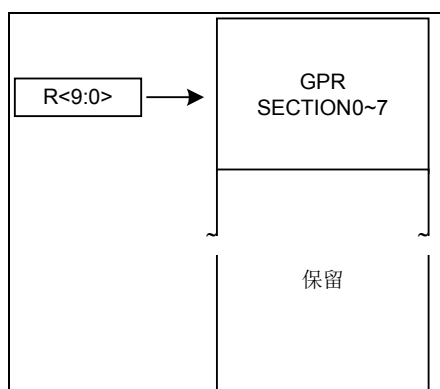 R<9:0>
GPR
SECTION0~7
~ ~
保留